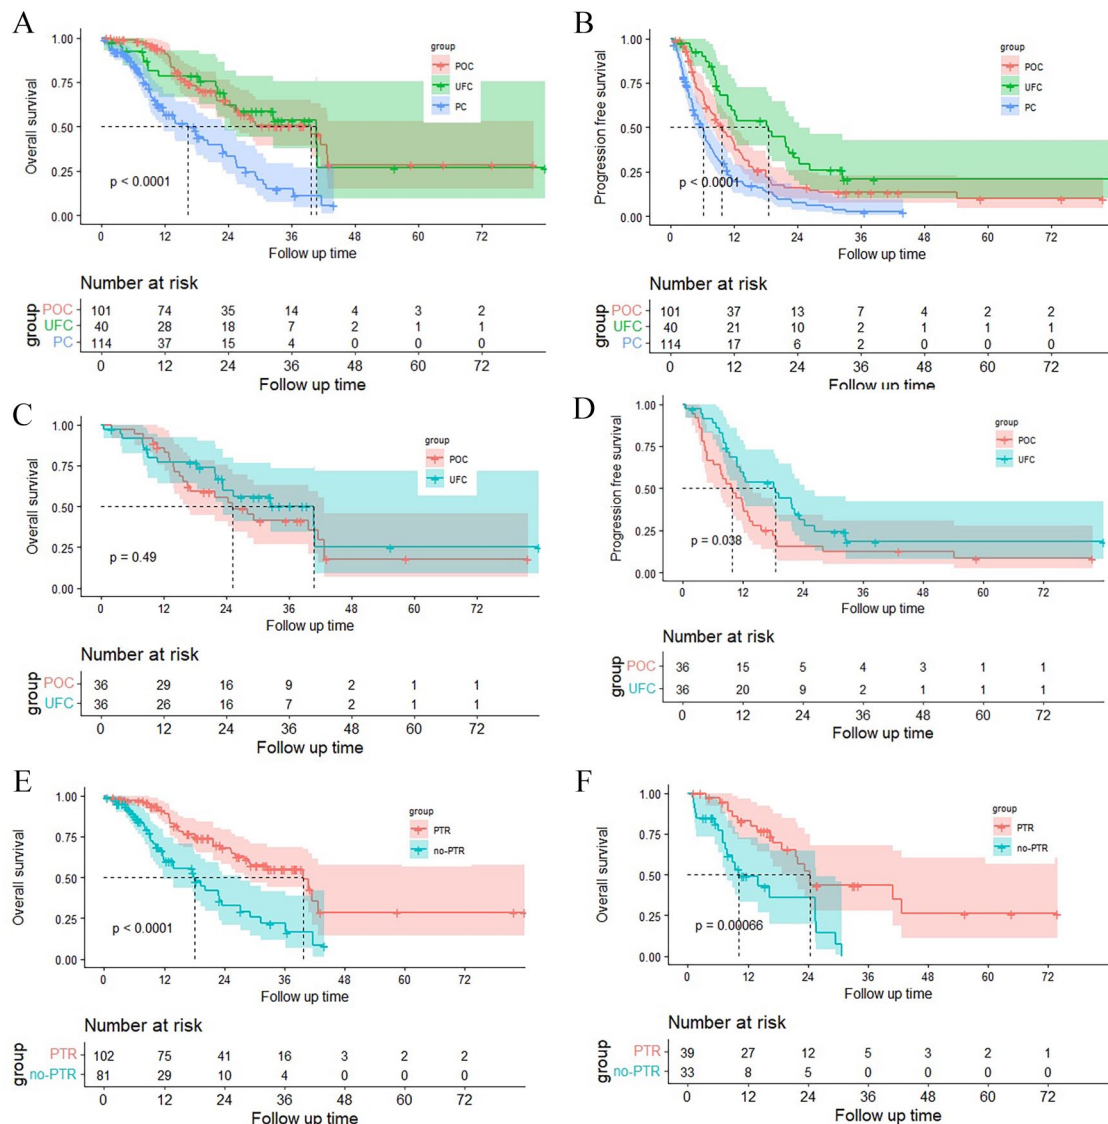 A
Overall survival
1.00
0.75
0.50
0.25
0.00
p < 0.0001
group
POC
UFC
PC
0 12 24 36 48 60 72
Follow up time
Number at risk
group
POC 101 74 35 14 4 3 2
UFC 40 28 18 7 2 1 1
PC 114 37 15 4 0 0 0
0 12 24 36 48 60 72
Follow up time
B
Progression free survival
1.00
0.75
0.50
0.25
0.00
p < 0.0001
group
POC
UFC
PC
0 12 24 36 48 60 72
Follow up time
Number at risk
group
POC 101 37 13 7 4 2 2
UFC 40 21 10 2 1 1 1
PC 114 17 6 2 0 0 0
0 12 24 36 48 60 72
Follow up time
C
Overall survival
1.00
0.75
0.50
0.25
0.00
p = 0.49
group
POC
UFC
0 12 24 36 48 60 72
Follow up time
Number at risk
group
POC 36 29 16 9 2 1 1
UFC 36 26 16 7 2 1 1
0 12 24 36 48 60 72
Follow up time
D
Progression free survival
1.00
0.75
0.50
0.25
0.00
p = 0.038
group
POC
UFC
0 12 24 36 48 60 72
Follow up time
Number at risk
group
POC 36 15 5 4 3 1 1
UFC 36 20 9 2 1 1 1
0 12 24 36 48 60 72
Follow up time
E
Overall survival
1.00
0.75
0.50
0.25
0.00
p < 0.0001
group
PTR
no-PTR
0 12 24 36 48 60 72
Follow up time
Number at risk
group
PTR 102 75 41 16 3 2 2
no-PTR 81 29 10 4 0 0 0
0 12 24 36 48 60 72
Follow up time
F
Overall survival
1.00
0.75
0.50
0.25
0.00
p = 0.00066
group
PTR
no-PTR
0 12 24 36 48 60 72
Follow up time
Number at risk
group
PTR 39 27 12 5 3 2 1
no-PTR 33 8 5 0 0 0 0
0 12 24 36 48 60 72
Follow up time